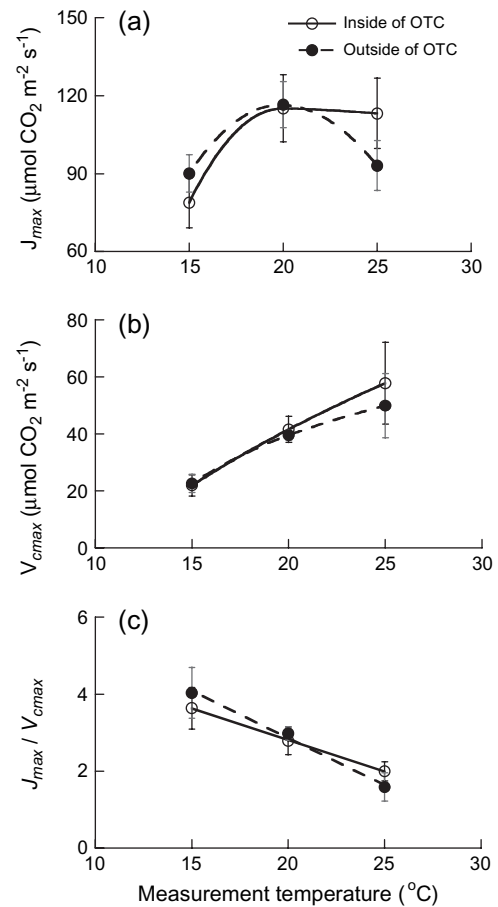 (a)
Inside of OTC
Outside of OTC
J_max (μmol CO₂ m⁻² s⁻¹)
150
120
90
60
10 15 20 25 30
(b)
V_cmax (μmol CO₂ m⁻² s⁻¹)
80
60
40
20
0
10 15 20 25 30
(c)
J_max / V_cmax
6
4
2
0
10 15 20 25 30
Measurement temperature (°C)